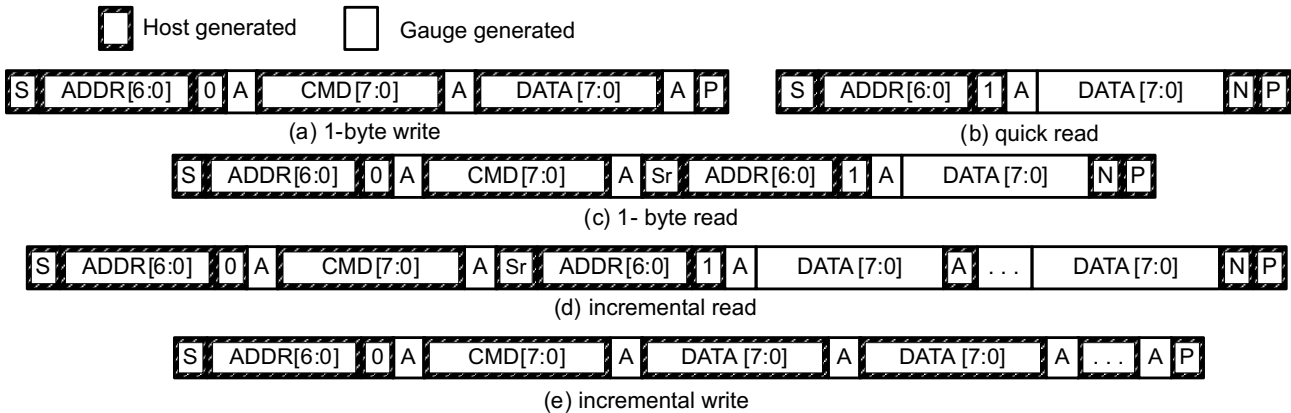 Host generated Gauge generated
S ADDR[6:0] 0 A CMD[7:0] A DATA [7:0] A P S ADDR[6:0] 1 A DATA [7:0] N P
(a) 1-byte write (b) quick read
S ADDR[6:0] 0 A CMD[7:0] A Sr ADDR[6:0] 1 A DATA [7:0] N P
(c) 1- byte read
S ADDR[6:0] 0 A CMD[7:0] A Sr ADDR[6:0] 1 A DATA [7:0] A . . . DATA [7:0] N P
(d) incremental read
S ADDR[6:0] 0 A CMD[7:0] A DATA [7:0] A DATA [7:0] A . . . A P
(e) incremental write